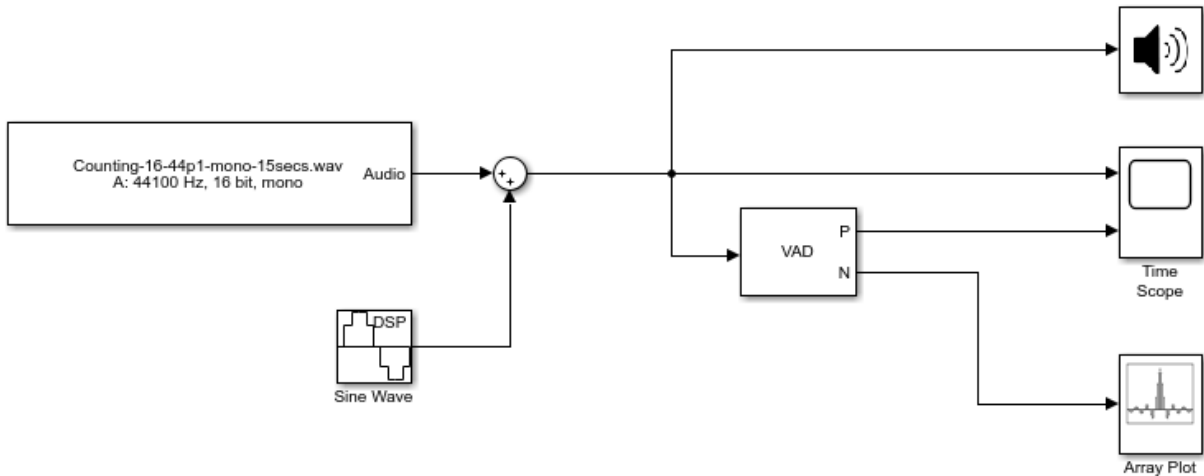 Counting-16-44p1-mono-15secs.wav
A: 44100 Hz, 16 bit, mono
Audio
++
VAD
P
N
Time
Scope
DSP
Sine Wave
Array Plot